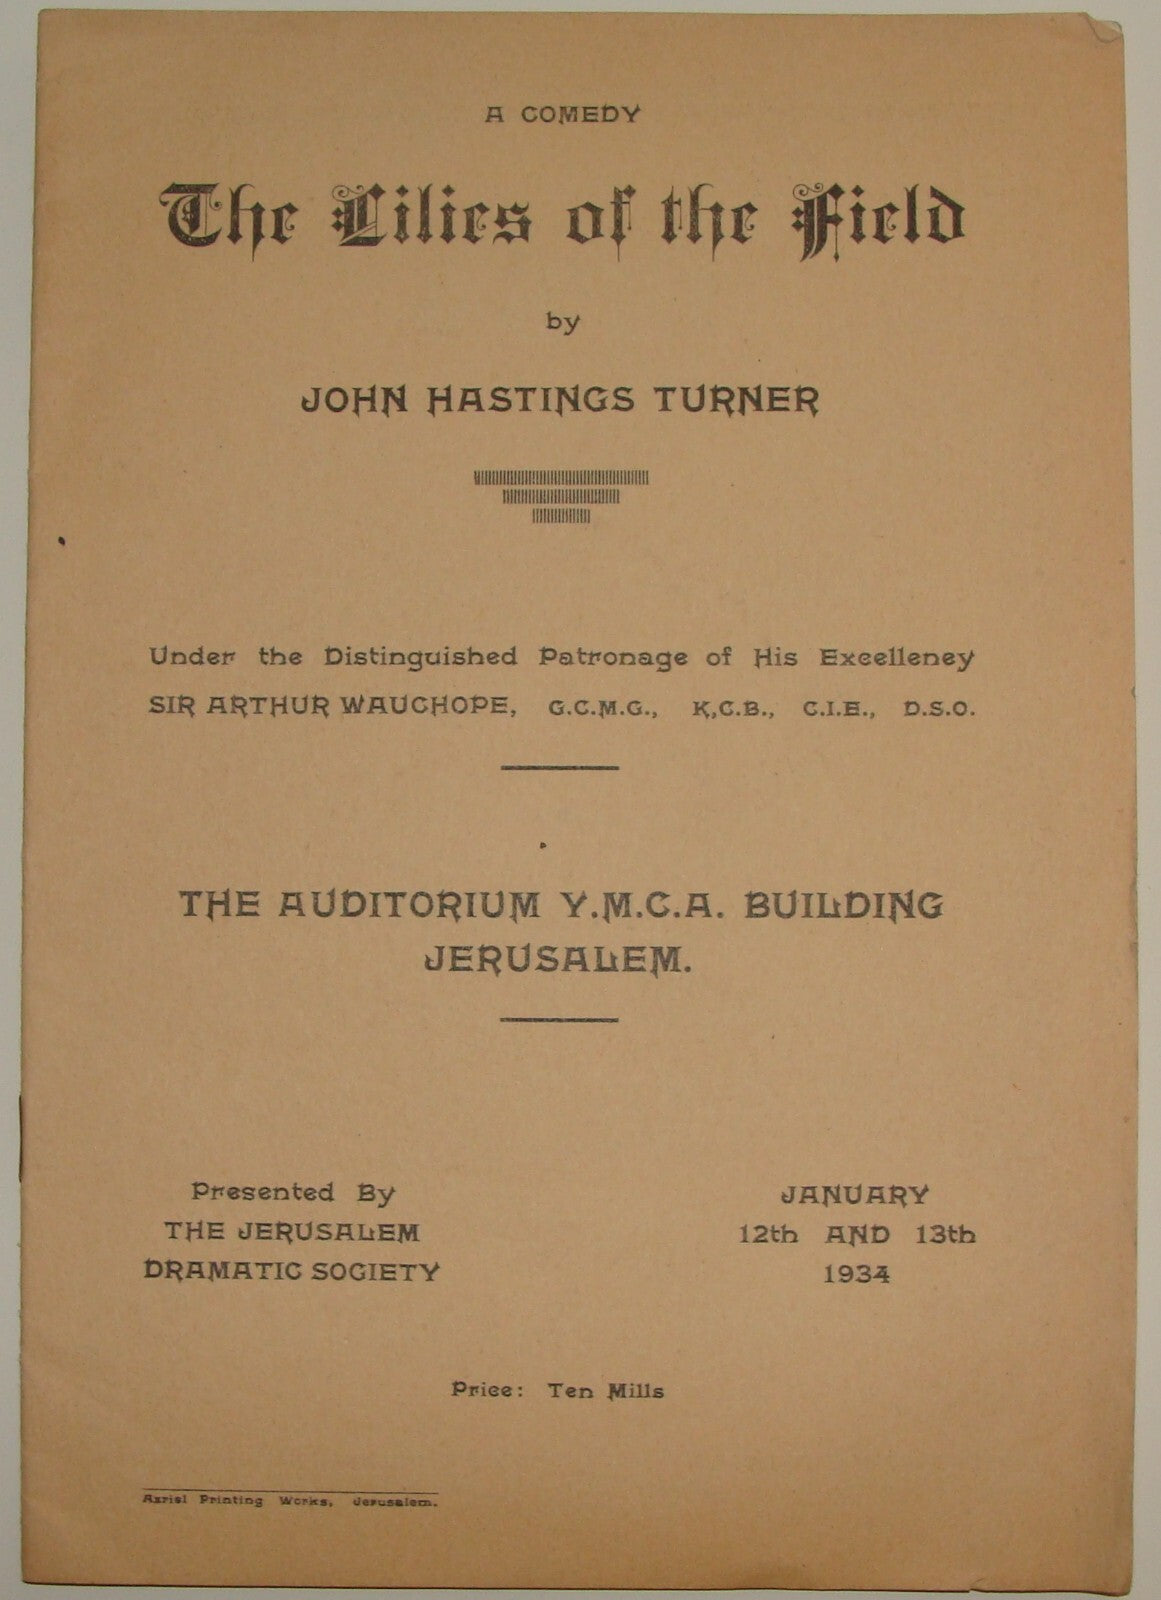 A COMEDY
The Lilies of the Field
by
JOHN HASTINGS TURNER
Under the Distinguished Patronage of His Excellency
SIR ARTHUR WAUCHOPE, G.C.M.G., K,C.B., C.I.E., D.S.O.
THE AUDITORIUM Y.M.C.A. BUILDING
JERUSALEM.
Presented By
THE JERUSALEM
DRAMATIC SOCIETY
JANUARY
12th AND 13th
1934
Price: Ten Mills
Azriel Printing Works, Jerusalem.